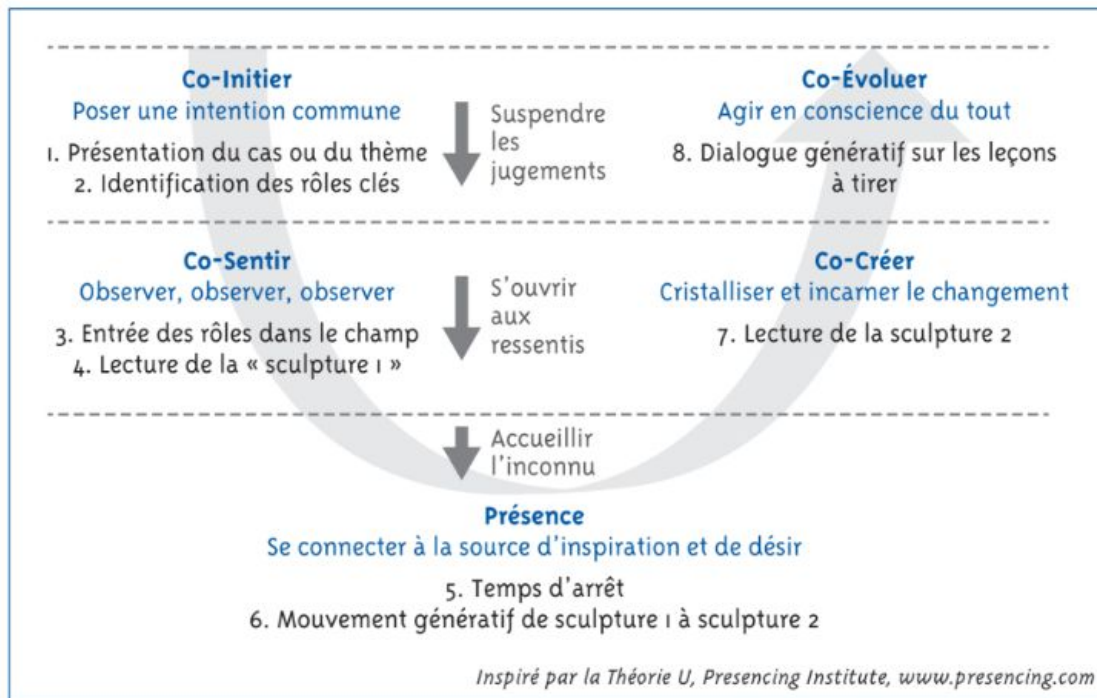 Co-Initier
Poser une intention commune
1. Présentation du cas ou du thème
2. Identification des rôles clés
Suspendre
les
jugements
Co-Évoluer
Agir en conscience du tout
8. Dialogue génératif sur les leçons
à tirer
Co-Sentir
Observer, observer, observer
3. Entrée des rôles dans le champ
4. Lecture de la « sculpture 1 »
S'ouvrir
aux
ressentis
Co-Créer
Cristalliser et incarner le changement
7. Lecture de la sculpture 2
Accueillir
l'inconnu
Présence
Se connecter à la source d'inspiration et de désir
5. Temps d'arrêt
6. Mouvement génératif de sculpture 1 à sculpture 2
Inspiré par la Théorie U, Presencing Institute, www.presencing.com